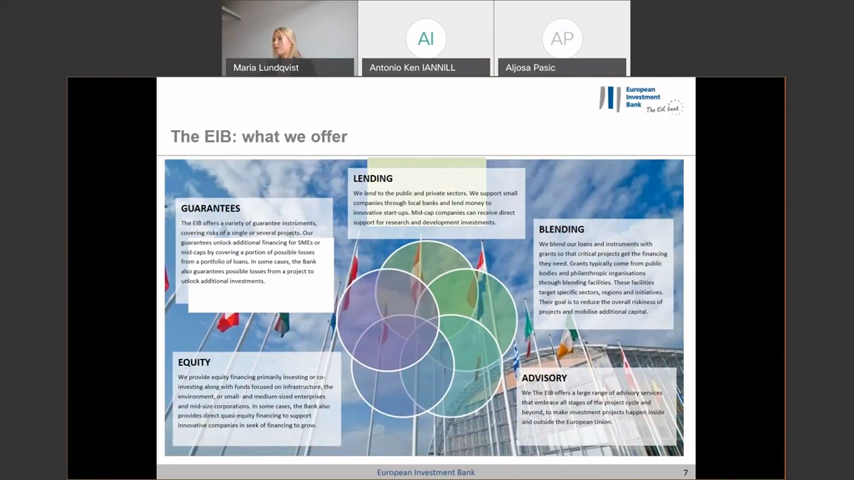 AI
AP
Maria Lundqvist
Antonio Ken IANNILL
Aljosa Pasic
European
Investment
Bank
The EIB bank
The EIB: what we offer
LENDING
We lend to the public and private sectors. We support small
companies through local banks and lend money to
innovative start-ups. Mid-cap companies can receive direct
support for research and development investments.
GUARANTEES
The EIB offers a variety of guarantee instruments,
covering risks of a single or several projects. Our
guarantees unlock additional financing for SMEs or
mid-caps by covering a portion of possible losses
from a portfolio of loans. In some cases, the Bank
also guarantees possible losses from a project to
unlock additional investments.
BLENDING
We blend our loans and instruments with
grants so that critical projects get the financing
they need. Grants typically come from public
bodies and philanthropic organisations
through blending facilities. These facilities
target specific sectors, regions and initiatives.
Their goal is to reduce the overall riskiness of
projects and mobilise additional capital.
EQUITY
We provide equity financing primarily investing or co-
investing along with funds focused on infrastructure, the
environment, or small- and medium-sized enterprises
and mid-size corporations. In some cases, the Bank also
provides direct quasi-equity financing to support
innovative companies in seek of financing to grow.
ADVISORY
We The EIB offers a large range of advisory services
that embrace all stages of the project cycle and
beyond, to make investment projects happen inside
and outside the European Union.
European Investment Bank
7